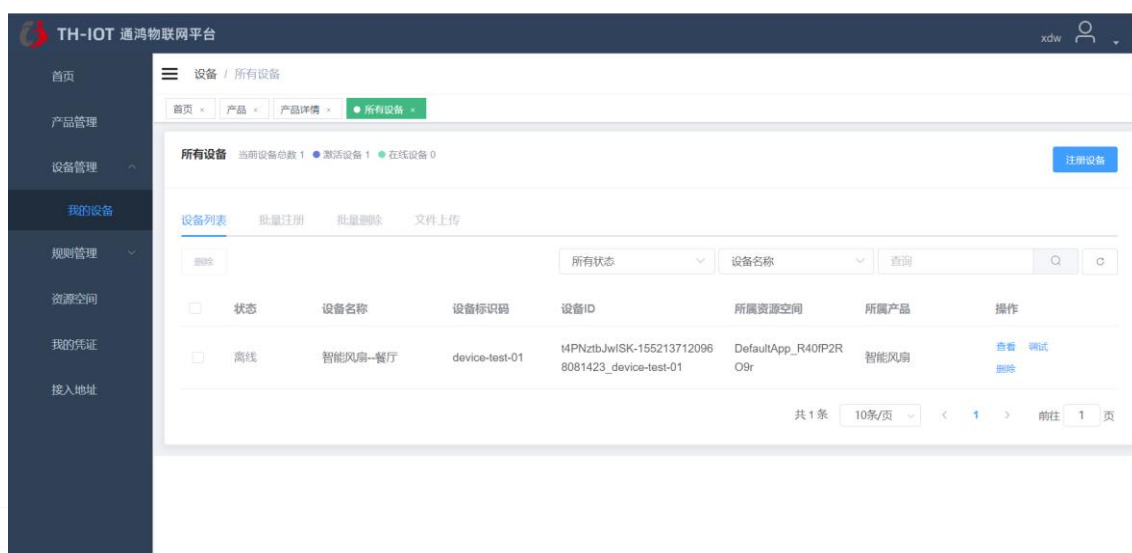 TH-IOT 通鸿物联网平台
xdw
首页
产品管理
设备管理
我的设备
规则管理
资源空间
我的凭证
接入地址
设备 / 所有设备
首页 × 产品 × 产品详情 × 所有设备 ×
所有设备 当前设备总数 1 激活设备 1 在线设备 0
注册设备
设备列表 批量注册 批量删除 文件上传
删除 所有状态 设备名称 查询
状态 设备名称 设备标识码 设备ID 所属资源空间 所属产品 操作
离线 智能风扇--餐厅 device-test-01 t4PNztbJwISK-155213712096 DefaultApp_R40fP2R 智能风扇 查看 调试
8081423_device-test-01 O9r 删除
共 1 条 10条/页 < 1 > 前往 1 页